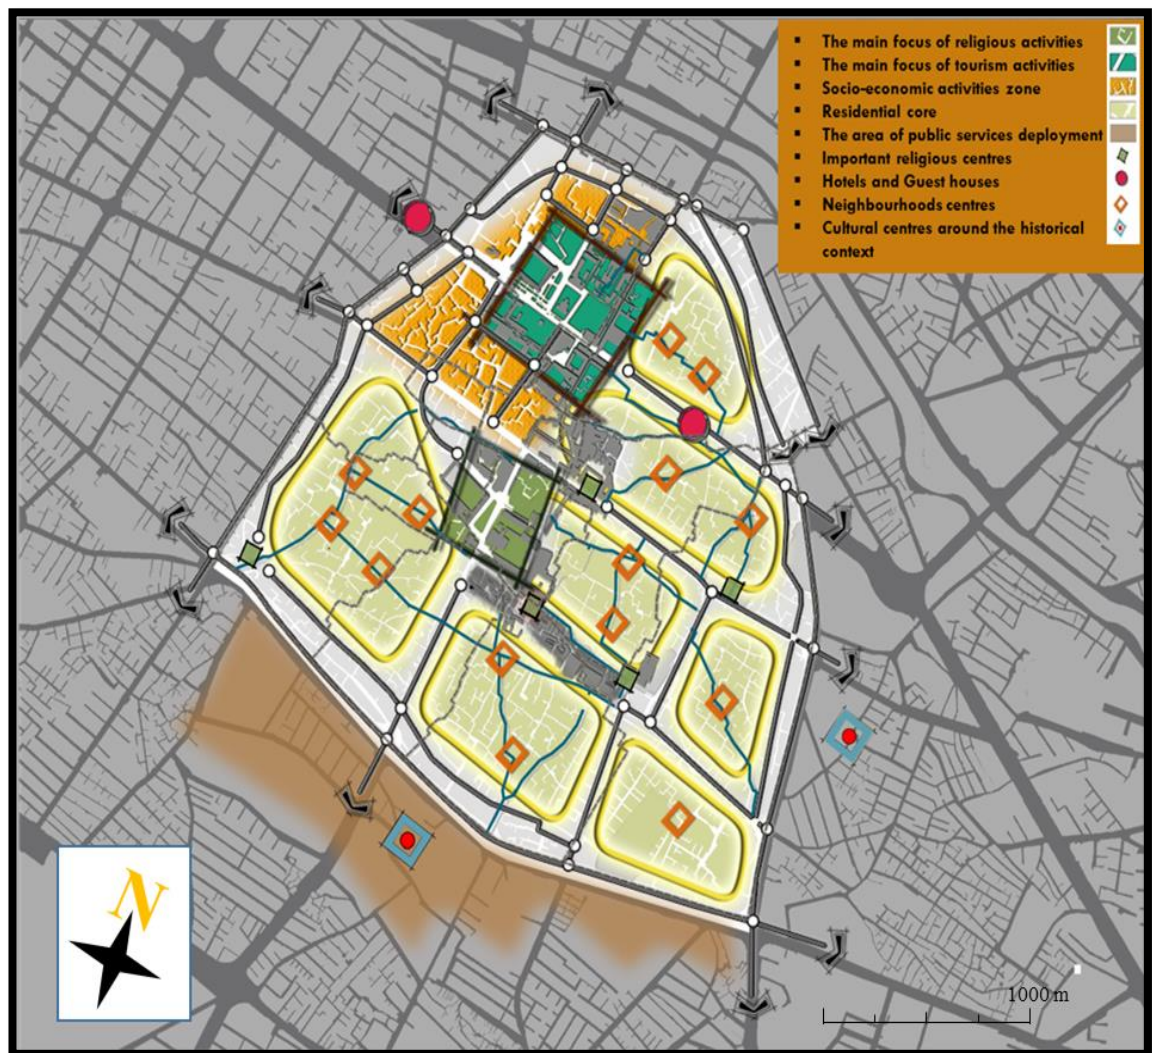 ▪ The main focus of religious activities
▪ The main focus of tourism activities
▪ Socio-economic activities zone
▪ Residential core
▪ The area of public services deployment
▪ Important religious centres
▪ Hotels and Guest houses
▪ Neighbourhoods centres
▪ Cultural centres around the historical
context
N
1000 m